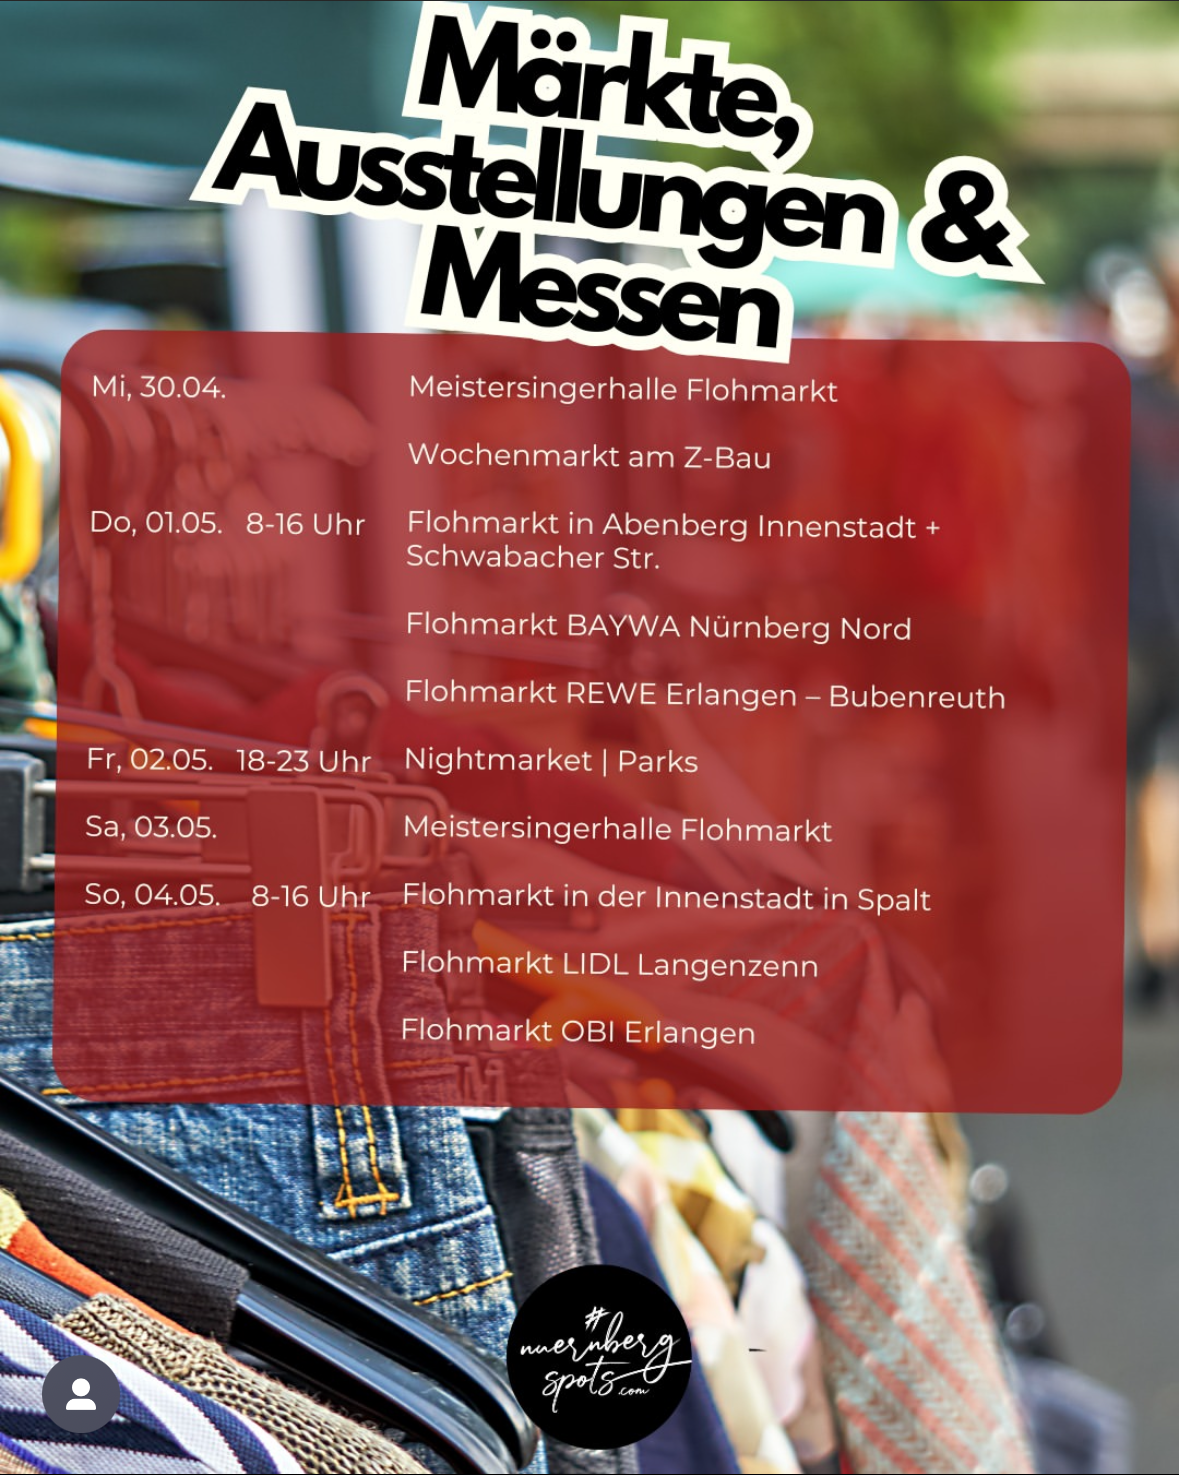 Märkte,
Ausstellungen &
Messen
Mi, 30.04. Meistersingerhalle Flohmarkt
Wochenmarkt am Z-Bau
Do, 01.05. 8-16 Uhr Flohmarkt in Abenberg Innenstadt +
Schwabacher Str.
Flohmarkt BAYWA Nürnberg Nord
Flohmarkt REWE Erlangen – Bubenreuth
Fr, 02.05. 18-23 Uhr Nightmarket | Parks
Sa, 03.05. Meistersingerhalle Flohmarkt
So, 04.05. 8-16 Uhr Flohmarkt in der Innenstadt in Spalt
Flohmarkt LIDL Langenzenn
Flohmarkt OBI Erlangen
#
nuernberg
spots.com